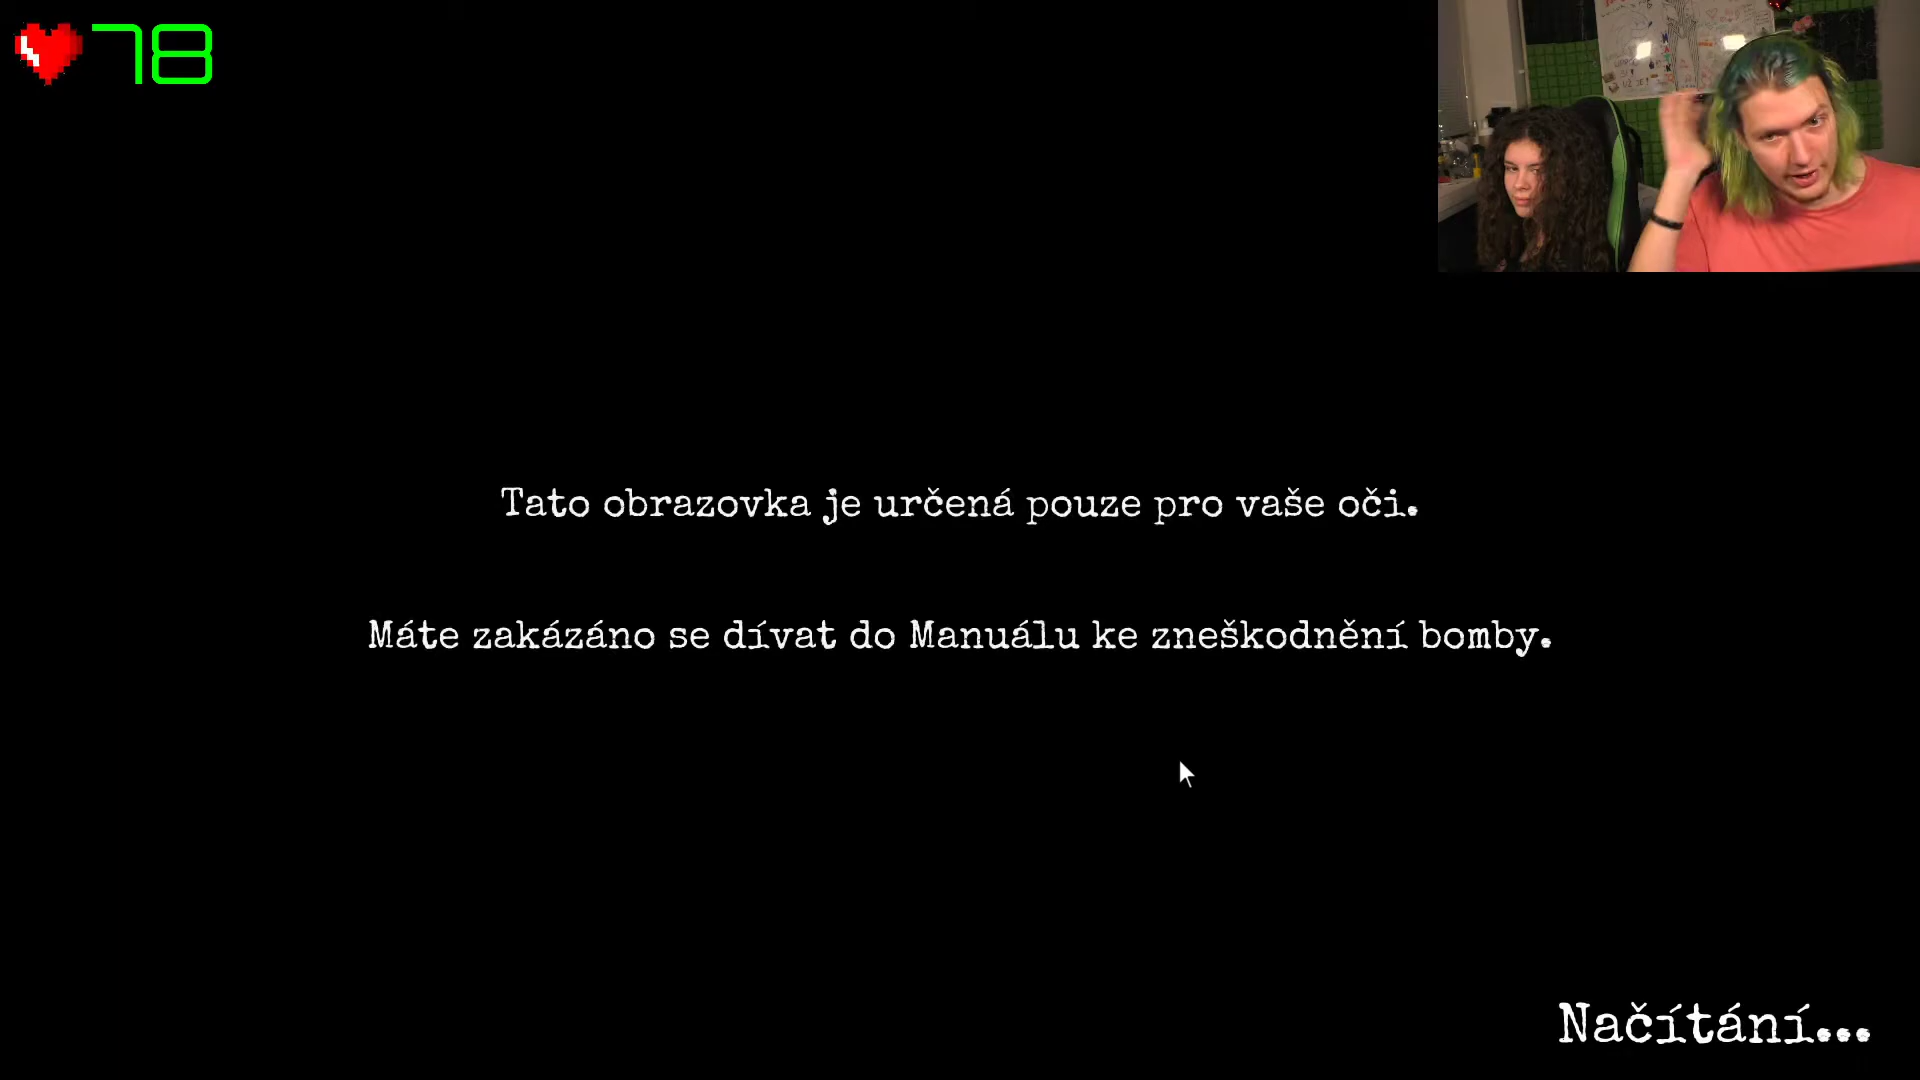 78
Tato obrazovka je určená pouze pro vaše oči.
Máte zakázáno se dívat do Manuálu ke zneškodnění bomby.
Načítání...